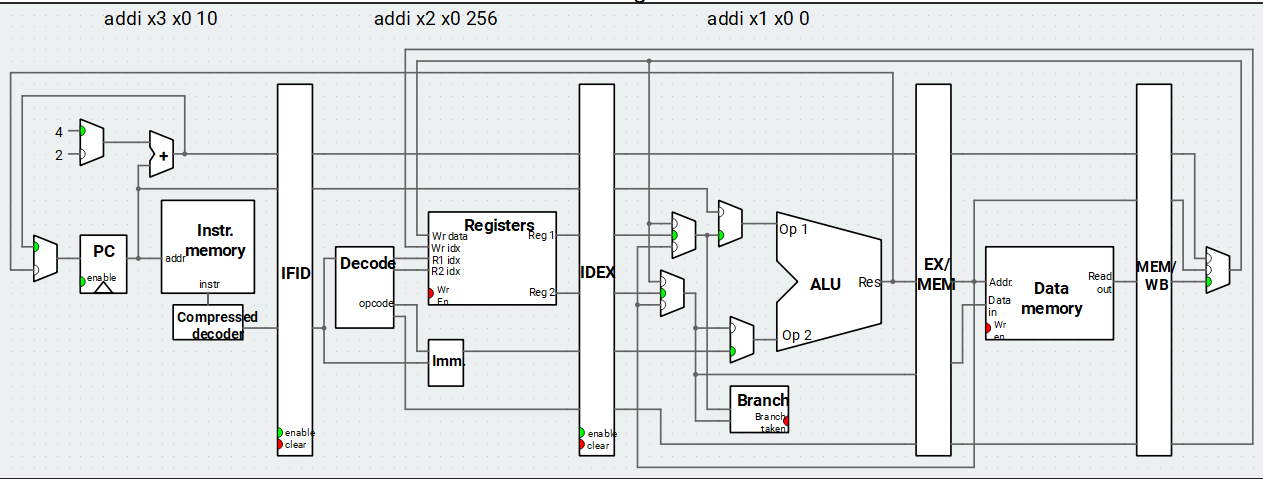 addi x3 x0 10
addi x2 x0 256
addi x1 x0 0
4
2
+
PC
enable
Instr.
memory
addr
instr
Compressed
decoder
IFID
enable
clear
Decode
opcode
Registers
Wr data
Wr idx
R1 idx
R2 idx
Wr
En
Reg 1
Reg 2
Imm.
IDEX
enable
clear
Op 1
ALU
Res
Op 2
Branch
Branch
taken
EX/
MEM
Addr.
Data
in
Wr
en
Data
memory
Read
out
MEM/
WB